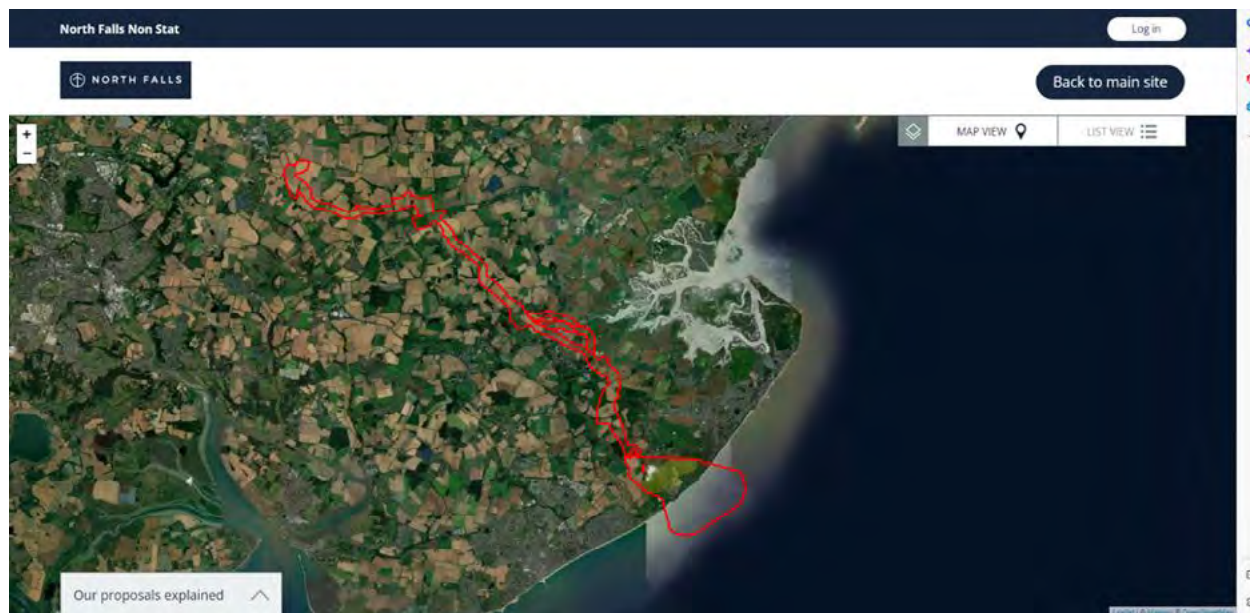 North Falls Non Stat
Log in
NORTH FALLS
Back to main site
+
MAP VIEW
LIST VIEW
−
Our proposals explained